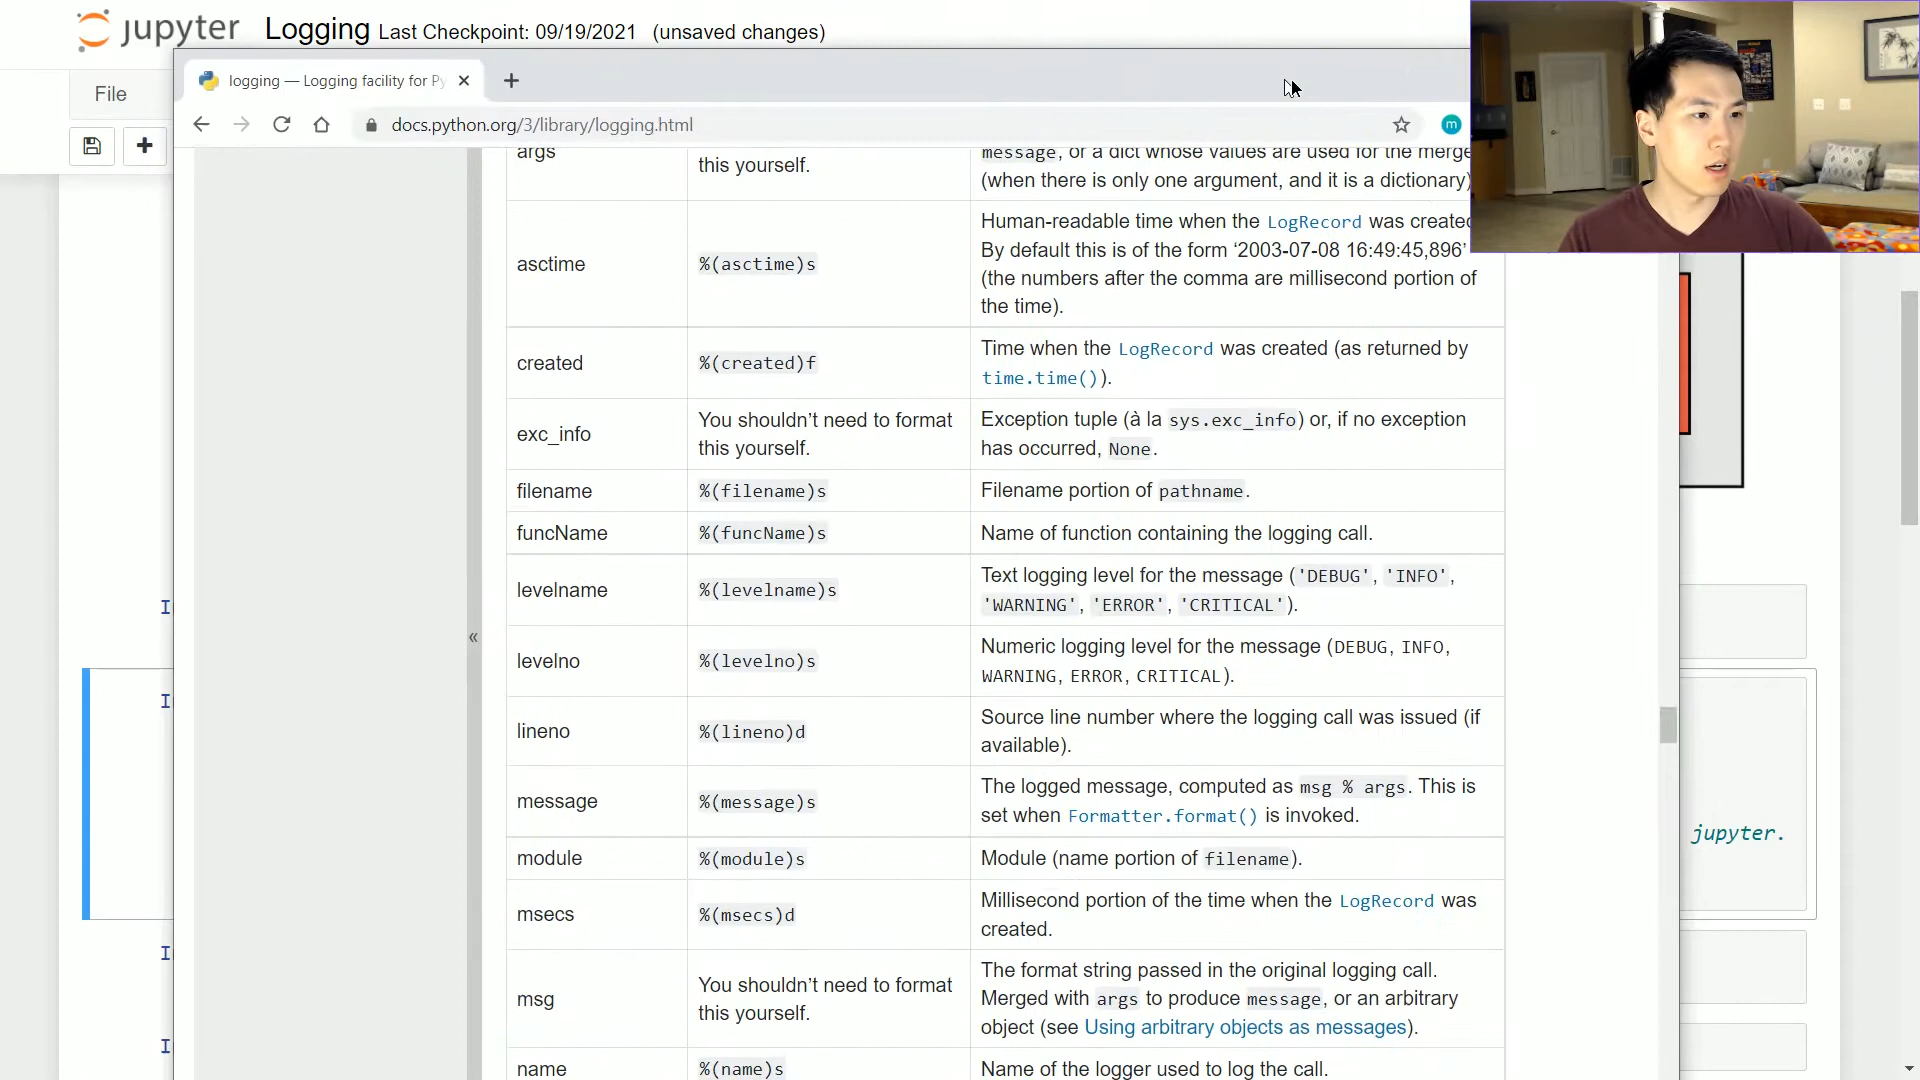 jupyter Logging Last Checkpoint: 09/19/2021 (unsaved changes)
logging — Logging facility for Py
File
docs.python.org/3/library/logging.html
m
args
this yourself.
message, or a dict whose values are used for the merge
(when there is only one argument, and it is a dictionary)
asctime
%(asctime)s
Human-readable time when the LogRecord was created
By default this is of the form ‘2003-07-08 16:49:45,896’
(the numbers after the comma are millisecond portion of
the time).
created
%(created)f
Time when the LogRecord was created (as returned by
time.time()).
exc_info
You shouldn’t need to format
this yourself.
Exception tuple (à la sys.exc_info) or, if no exception
has occurred, None.
filename
%(filename)s
Filename portion of pathname.
funcName
%(funcName)s
Name of function containing the logging call.
levelname
%(levelname)s
Text logging level for the message ('DEBUG', 'INFO',
'WARNING', 'ERROR', 'CRITICAL').
levelno
%(levelno)s
Numeric logging level for the message (DEBUG, INFO,
WARNING, ERROR, CRITICAL).
lineno
%(lineno)d
Source line number where the logging call was issued (if
available).
message
%(message)s
The logged message, computed as msg % args. This is
set when Formatter.format() is invoked.
jupyter.
module
%(module)s
Module (name portion of filename).
msecs
%(msecs)d
Millisecond portion of the time when the LogRecord was
created.
msg
You shouldn’t need to format
this yourself.
The format string passed in the original logging call.
Merged with args to produce message, or an arbitrary
object (see Using arbitrary objects as messages).
name
%(name)s
Name of the logger used to log the call.